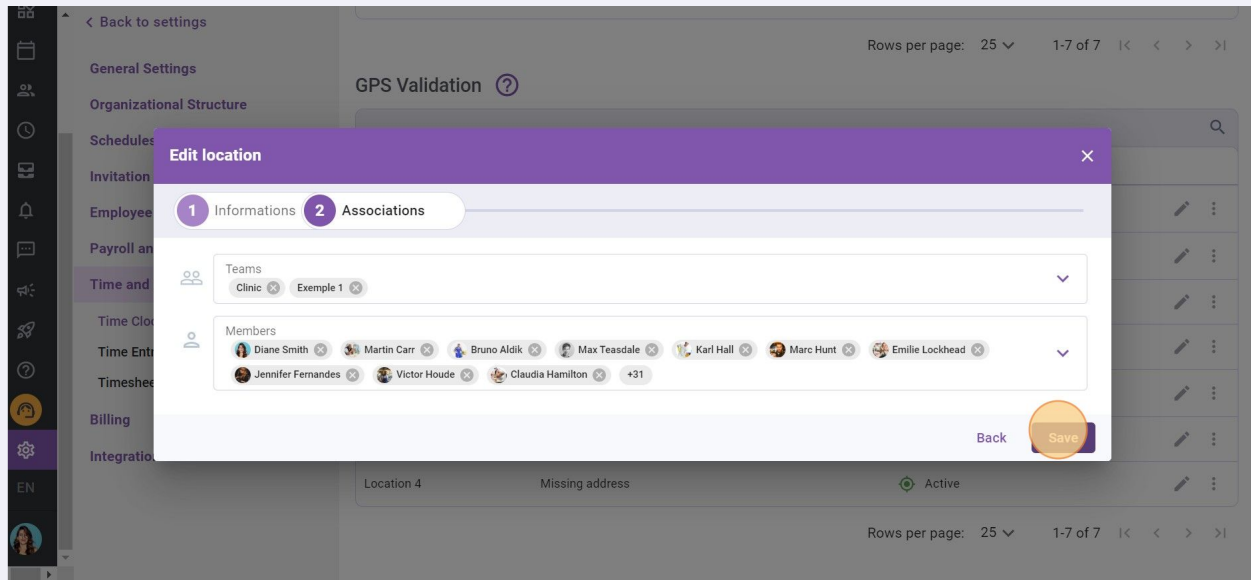 Back to settings
Rows per page: 25 1-7 of 7
General Settings
GPS Validation ?
Organizational Structure
Schedules
Edit location
Invitation
1 Informations 2 Associations
Employee
Payroll an
Teams
Clinic Exemple 1
Time and
Time Cloc
Members
Diane Smith Martin Carr Bruno Aldik Max Teasdale Karl Hall Marc Hunt Emilie Lockhead
Time Entr
Jennifer Fernandes Victor Houde Claudia Hamilton +31
Timeshee
Billing
Back Save
Integratio
EN
Location 4 Missing address Active
Rows per page: 25 1-7 of 7